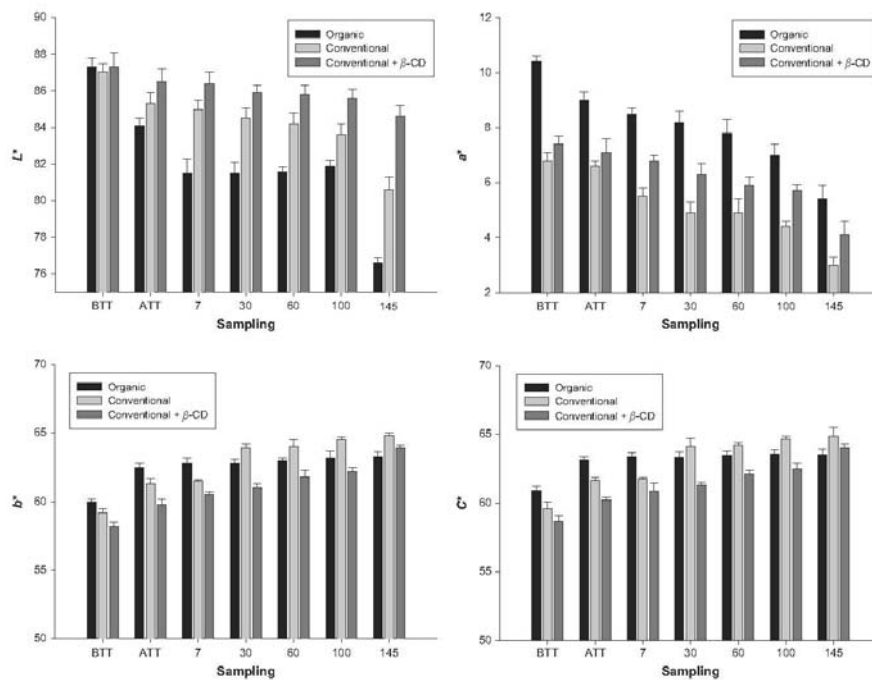 90
88
86
84
82
80
78
76
L*
Organic
Conventional
Conventional + β-CD
BTT ATT 7 30 60 100 145
Sampling
12
10
8
6
4
2
a*
Organic
Conventional
Conventional + β-CD
BTT ATT 7 30 60 100 145
Sampling
70
65
60
55
50
b*
Organic
Conventional
Conventional + β-CD
BTT ATT 7 30 60 100 145
Sampling
70
65
60
55
50
C*
Organic
Conventional
Conventional + β-CD
BTT ATT 7 30 60 100 145
Sampling